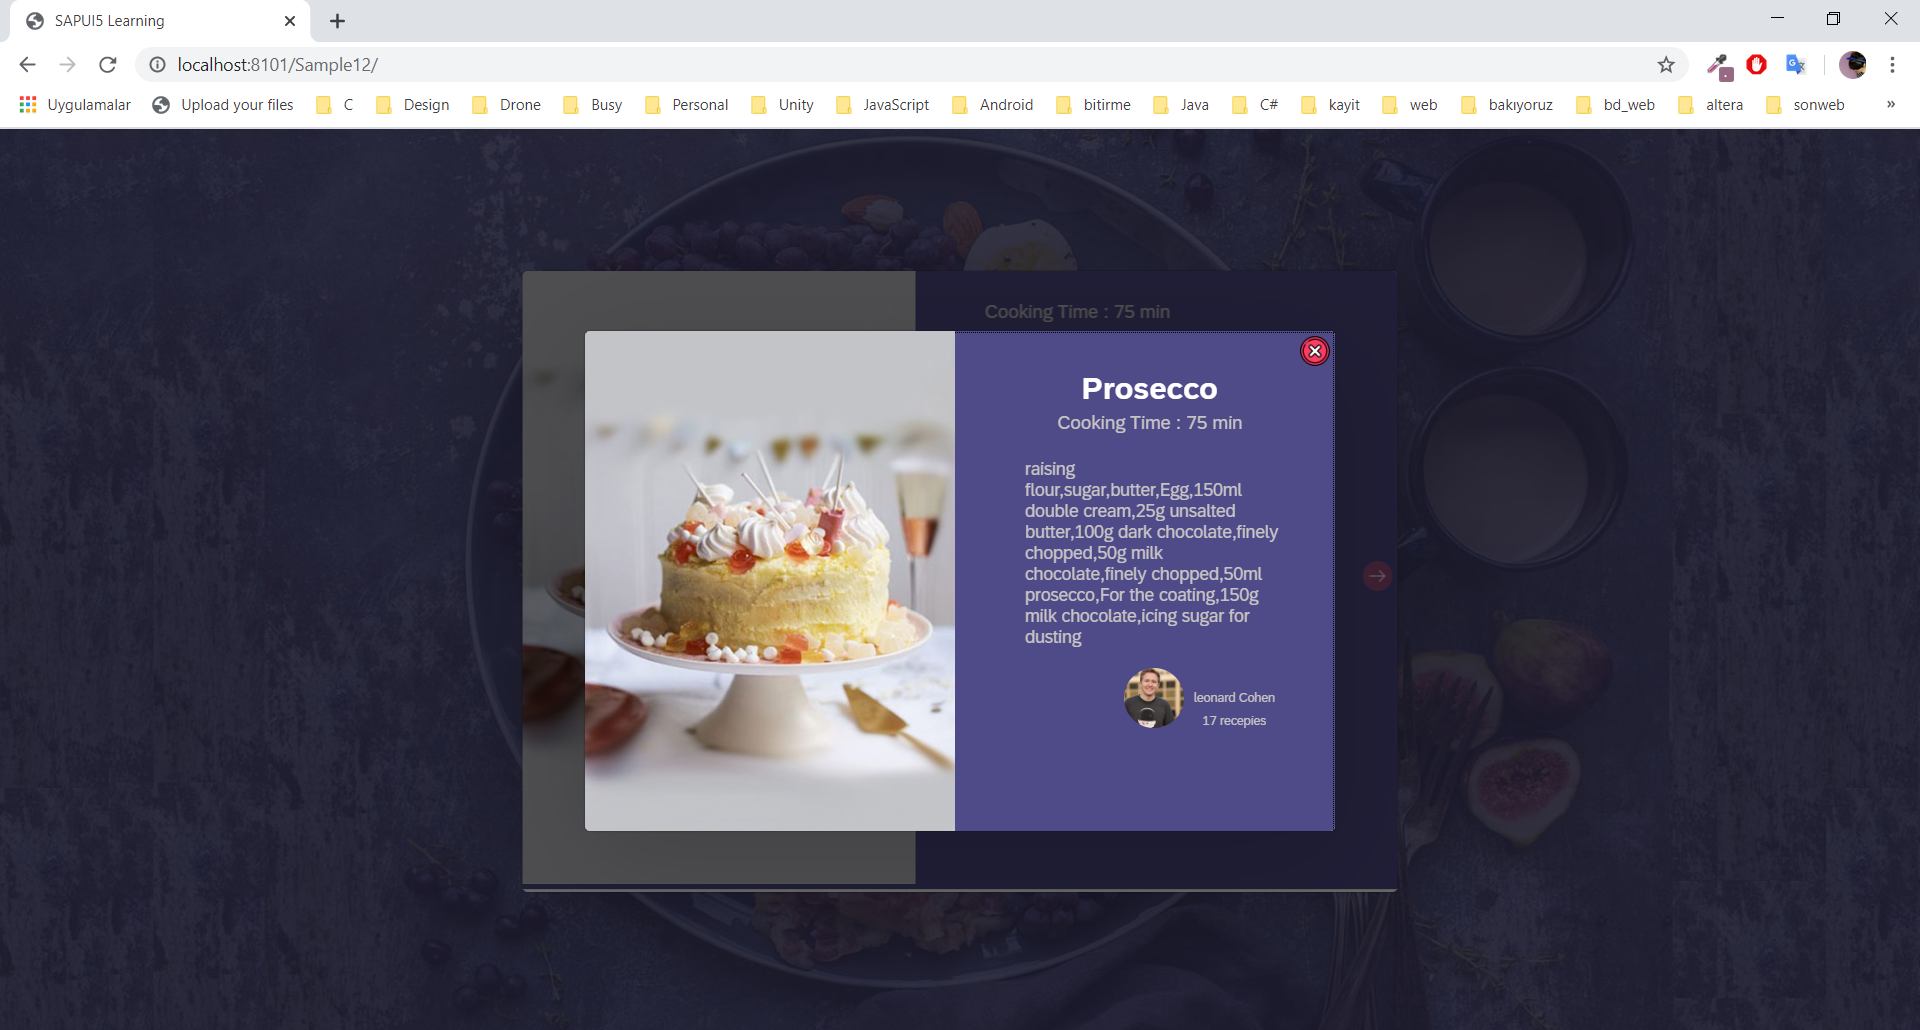 SAPUI5 Learning
localhost:8101/Sample12/
Uygulamalar Upload your files C Design Drone Busy Personal Unity JavaScript Android bitirme Java C# kayit web bakıyoruz bd_web altera sonweb »
Cooking Time : 75 min
Prosecco
Cooking Time : 75 min
raising
flour,sugar,butter,Egg,150ml
double cream,25g unsalted
butter,100g dark chocolate,finely
chopped,50g milk
chocolate,finely chopped,50ml
prosecco,For the coating,150g
milk chocolate,icing sugar for
dusting
leonard Cohen
17 recepies